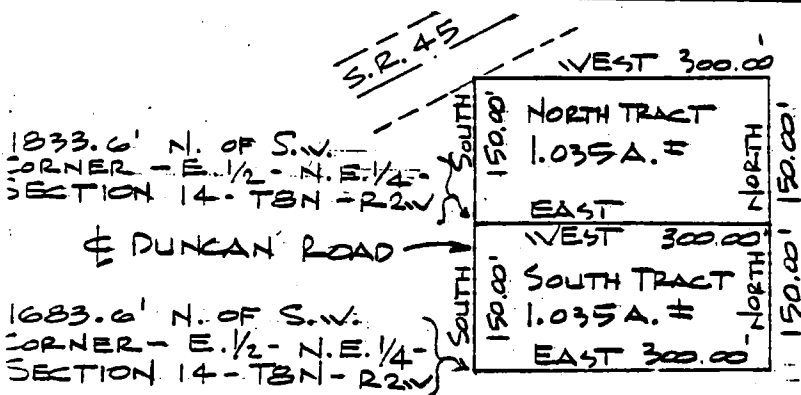 S.R. 45
WEST 300.00'
SOUTH
150.00'
NORTH TRACT
1.035 A. ±
EAST
NORTH
150.00'
1833.6' N. OF S.W.
CORNER - E. 1/2 - N.E. 1/4 -
SECTION 14 - T8N - R2W
℄ DUNCAN ROAD
WEST 300.00'
SOUTH
150.00'
SOUTH TRACT
1.035 A. ±
EAST 300.00'
NORTH
150.00'
1683.6' N. OF S.W.
CORNER - E. 1/2 - N.E. 1/4 -
SECTION 14 - T8N - R2W